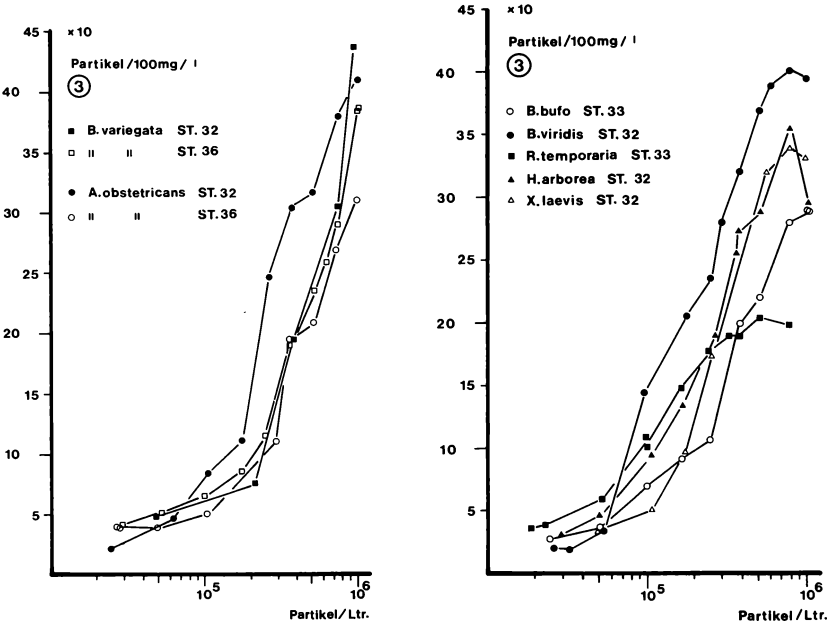 45
× 10
Partikel/100mg/ l
3
40
B.variegata ST. 32
" " ST. 36
35
A.obstetricans ST. 32
" " ST. 36
30
25
20
15
10
5
10⁵
10⁶
Partikel/Ltr.
45
× 10
Partikel/100mg/ l
3
40
B.bufo ST. 33
B.viridis ST. 32
R.temporaria ST. 33
H.arborea ST. 32
X.laevis ST. 32
35
30
25
20
15
10
5
10⁵
10⁶
Partikel/Ltr.